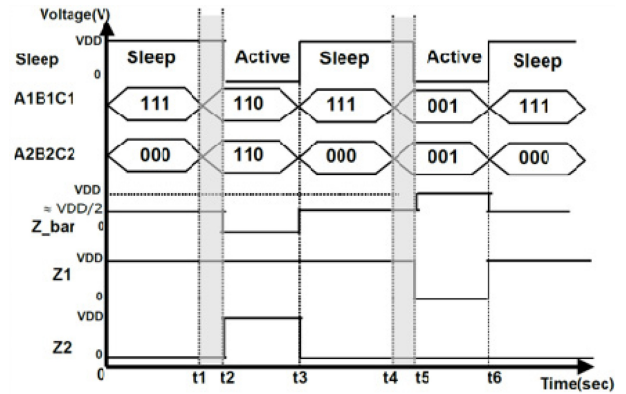 Voltage(V)
VDD
Sleep
Sleep Active Sleep Active Sleep
0
A1B1C1 111 110 111 001 111
A2B2C2 000 110 000 001 000
VDD
≈ VDD/2
Z_bar 0
VDD
Z1
0
VDD
Z2
0
0 t1 t2 t3 t4 t5 t6 Time(sec)